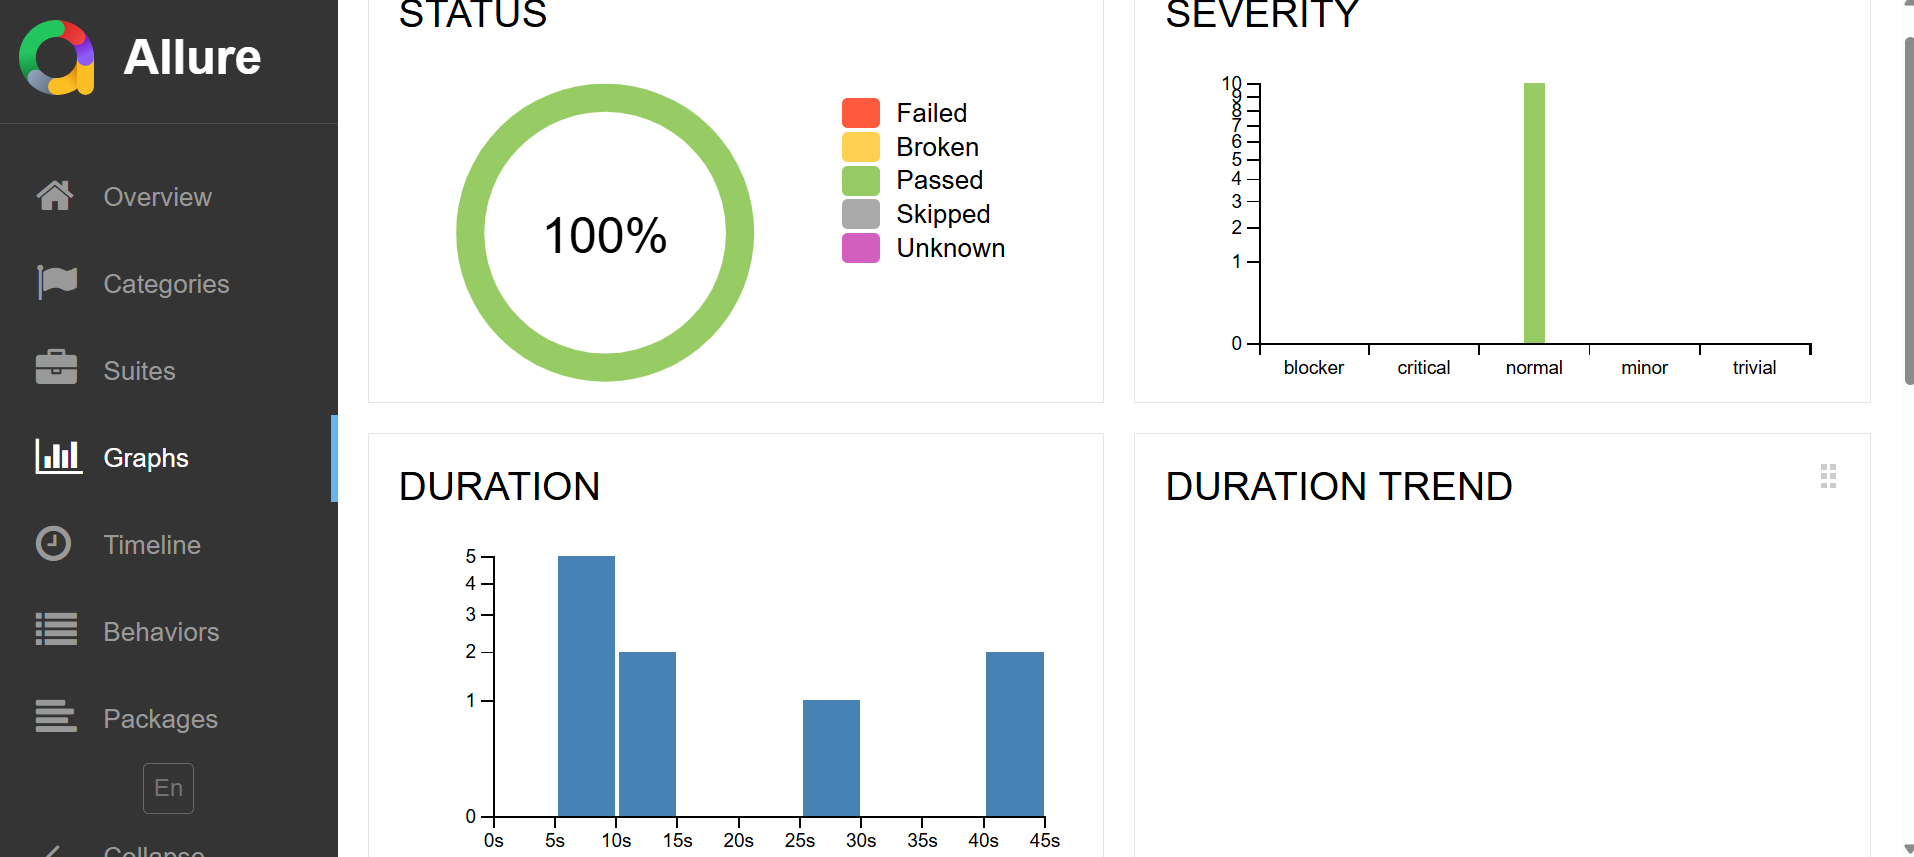 Allure
Overview
Categories
Suites
Graphs
Timeline
Behaviors
Packages
En
Collapse
STATUS
100%
Failed
Broken
Passed
Skipped
Unknown
SEVERITY
10
9
8
7
6
5
4
3
2
1
0
blocker critical normal minor trivial
DURATION
5
4
3
2
1
0
0s 5s 10s 15s 20s 25s 30s 35s 40s 45s
DURATION TREND